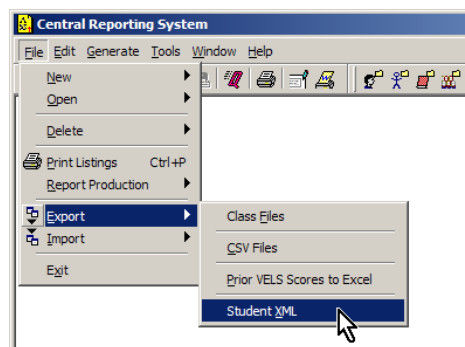 Central Reporting System
File Edit Generate Tools Window Help
New
Open
Delete
Print Listings Ctrl+P
Report Production
Export
Import
Exit
Class Files
CSV Files
Prior VELS Scores to Excel
Student XML